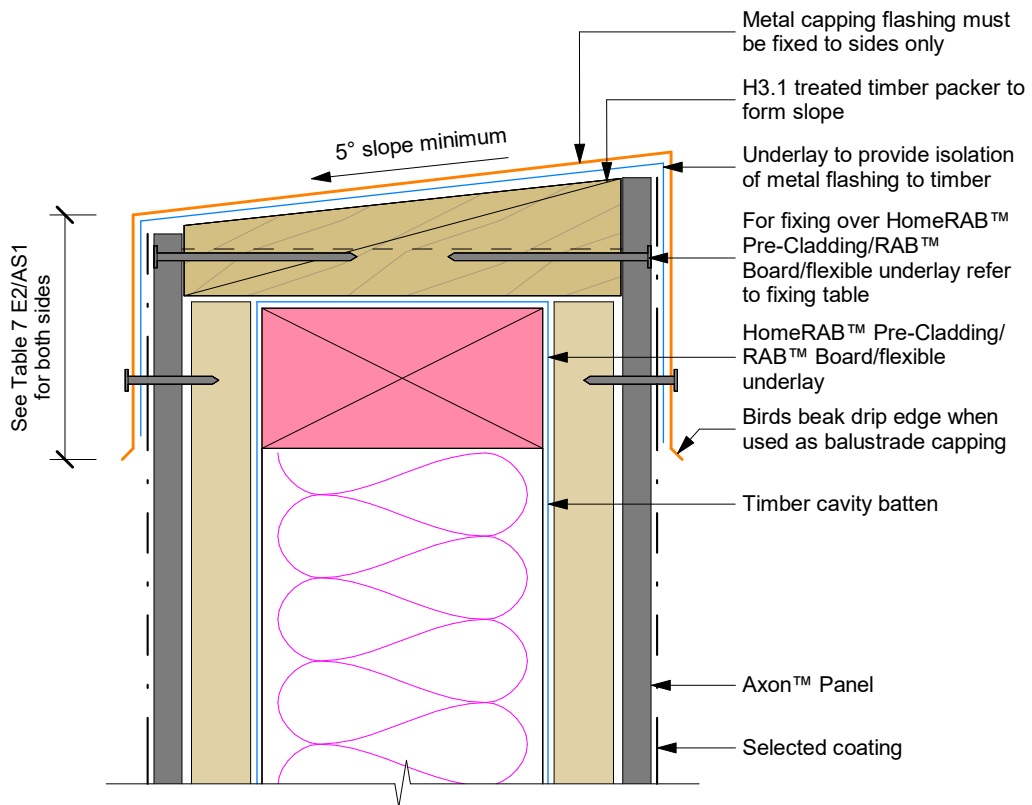 Metal capping flashing must
be fixed to sides only
H3.1 treated timber packer to
form slope
5° slope minimum
Underlay to provide isolation
of metal flashing to timber
For fixing over HomeRAB™
Pre-Cladding/RAB™
Board/flexible underlay refer
to fixing table
See Table 7 E2/AS1
for both sides
HomeRAB™ Pre-Cladding/
RAB™ Board/flexible
underlay
Birds beak drip edge when
used as balustrade capping
Timber cavity batten
Axon™ Panel
Selected coating